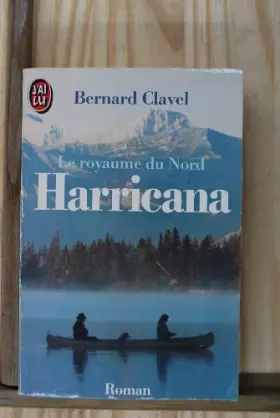 J'AI
LU
Bernard Clavel
Le royaume du Nord
Harricana
Roman